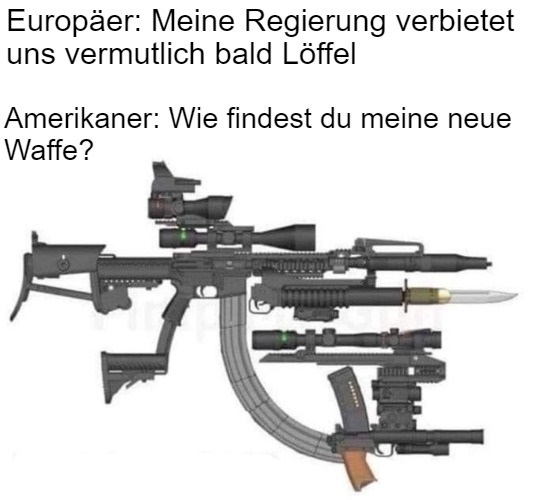 Europäer: Meine Regierung verbietet
uns vermutlich bald Löffel
Amerikaner: Wie findest du meine neue
Waffe?